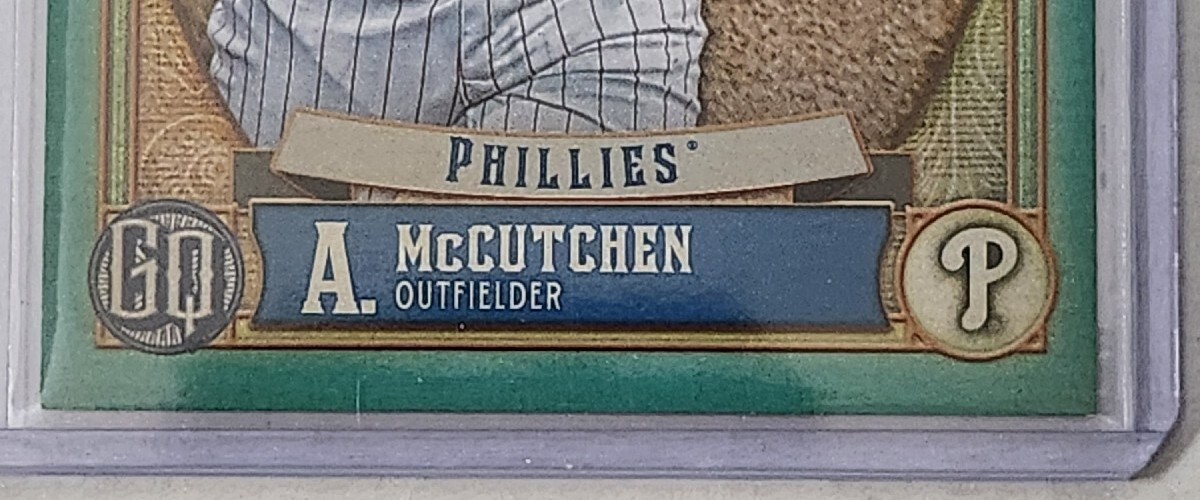 PHILLIES®
A. McCUTCHEN
OUTFIELDER
GQ
P